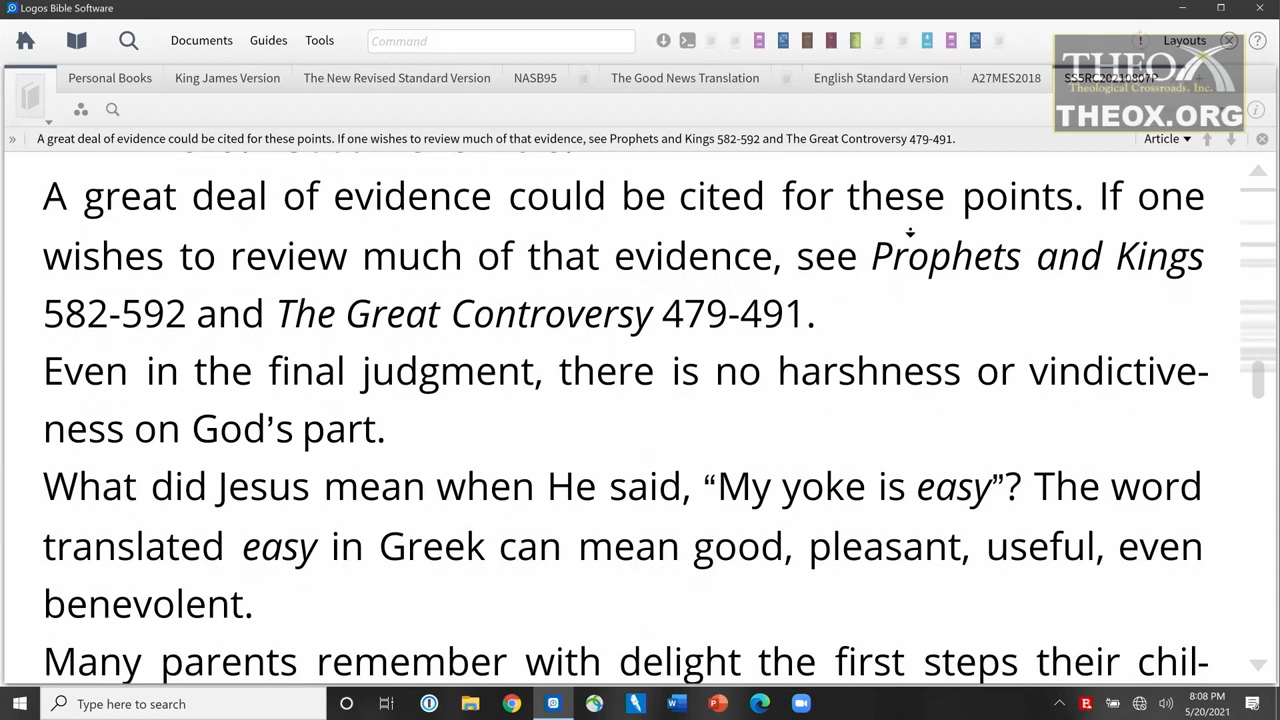 Logos Bible Software
Documents Guides Tools Command Layouts
Personal Books King James Version The New Revised Standard Version NASB95 The Good News Translation English Standard Version A27MES2018 SS5RC20210807P
THEOX
Theological Crossroads, Inc.
THEOX.ORG
A great deal of evidence could be cited for these points. If one wishes to review much of that evidence, see Prophets and Kings 582-592 and The Great Controversy 479-491. Article
A great deal of evidence could be cited for these points. If one
wishes to review much of that evidence, see Prophets and Kings
582-592 and The Great Controversy 479-491.
Even in the final judgment, there is no harshness or vindictive-
ness on God’s part.
What did Jesus mean when He said, “My yoke is easy”? The word
translated easy in Greek can mean good, pleasant, useful, even
benevolent.
Many parents remember with delight the first steps their chil-
Type here to search
8:08 PM
5/20/2021